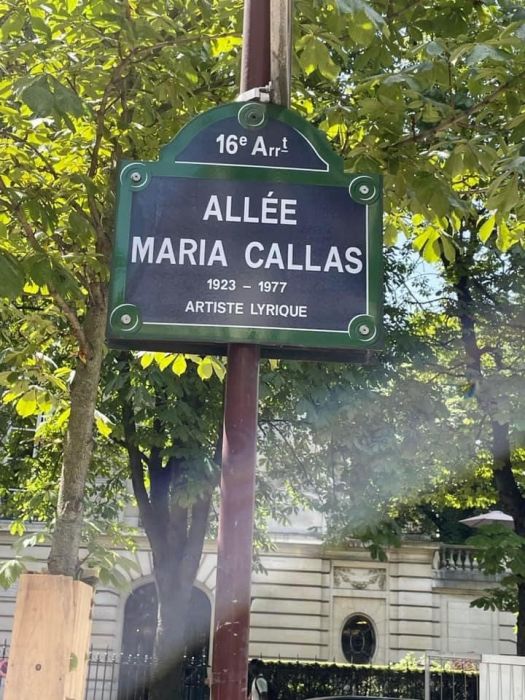 16e Arrt
ALLÉE
MARIA CALLAS
1923 – 1977
ARTISTE LYRIQUE